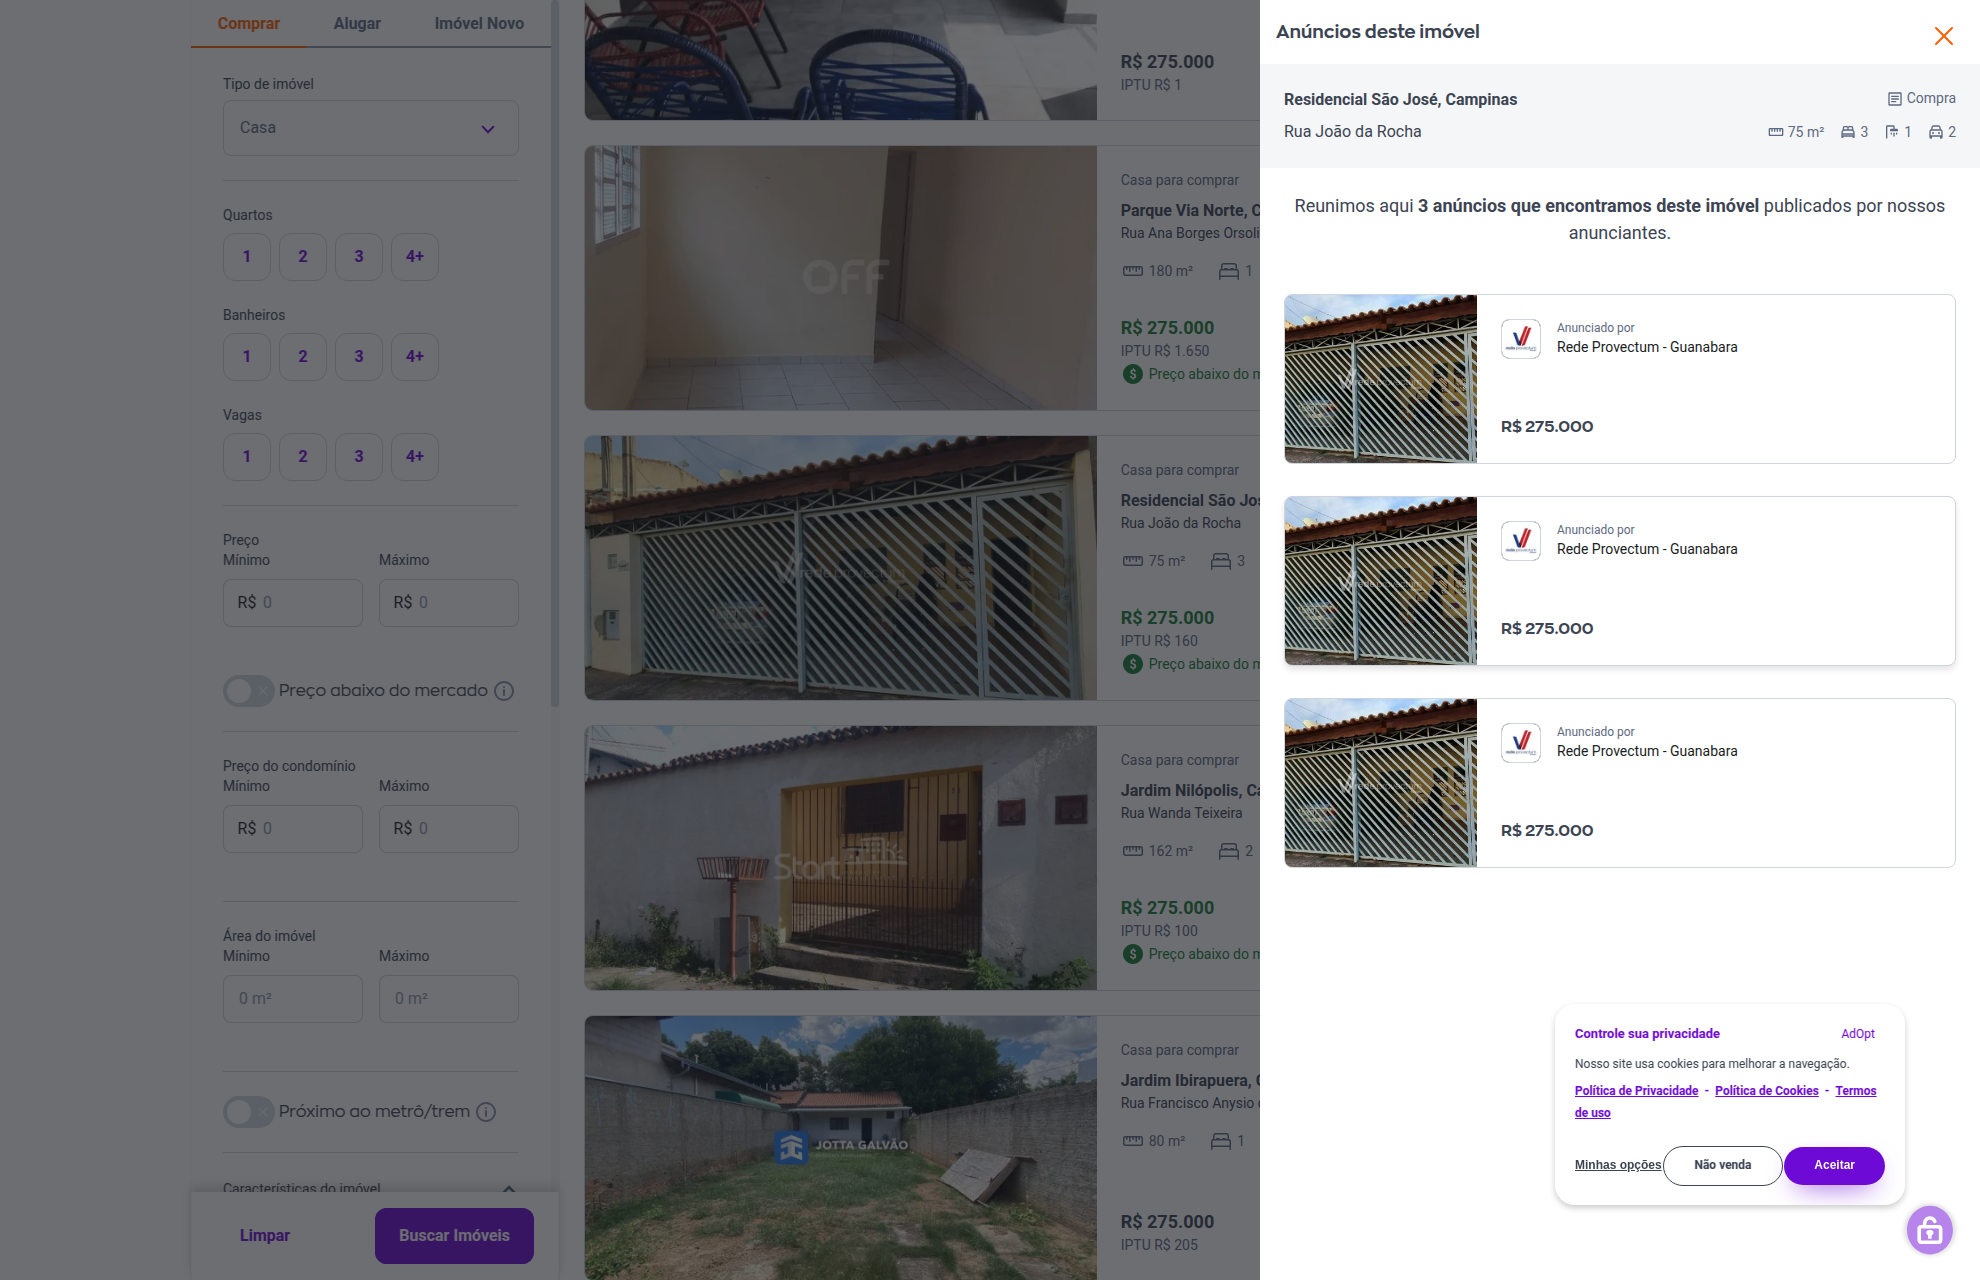 Comprar
Alugar
Imóvel Novo
Tipo de imóvel
Casa
Quartos
1
2
3
4+
Banheiros
1
2
3
4+
Vagas
1
2
3
4+
Preço
Mínimo
Máximo
R$ 0
R$ 0
Preço abaixo do mercado
Preço do condomínio
Mínimo
Máximo
R$ 0
R$ 0
Área do imóvel
Mínimo
Máximo
0 m²
0 m²
Próximo ao metrô/trem
Características do imóvel
Limpar
Buscar Imóveis
R$ 275.000
IPTU R$ 1
OFF
Casa para comprar
Parque Via Norte, C
Rua Ana Borges Orsoli
180 m²
1
R$ 275.000
IPTU R$ 1.650
Preço abaixo do m
rede provectum
Casa para comprar
Residencial São Jos
Rua João da Rocha
75 m²
3
R$ 275.000
IPTU R$ 160
Preço abaixo do m
Start
Casa para comprar
Jardim Nilópolis, Ca
Rua Wanda Teixeira
162 m²
2
R$ 275.000
IPTU R$ 100
Preço abaixo do m
JOTTA GALVÃO
Casa para comprar
Jardim Ibirapuera, C
Rua Francisco Anysio
80 m²
1
R$ 275.000
IPTU R$ 205
Anúncios deste imóvel
Residencial São José, Campinas
Compra
Rua João da Rocha
75 m²
3
1
2
Reunimos aqui 3 anúncios que encontramos deste imóvel publicados por nossos
anunciantes.
Anunciado por
Rede Provectum - Guanabara
R$ 275.000
Anunciado por
Rede Provectum - Guanabara
R$ 275.000
Anunciado por
Rede Provectum - Guanabara
R$ 275.000
Controle sua privacidade
AdOpt
Nosso site usa cookies para melhorar a navegação.
Política de Privacidade - Política de Cookies - Termos
de uso
Minhas opções
Não venda
Aceitar